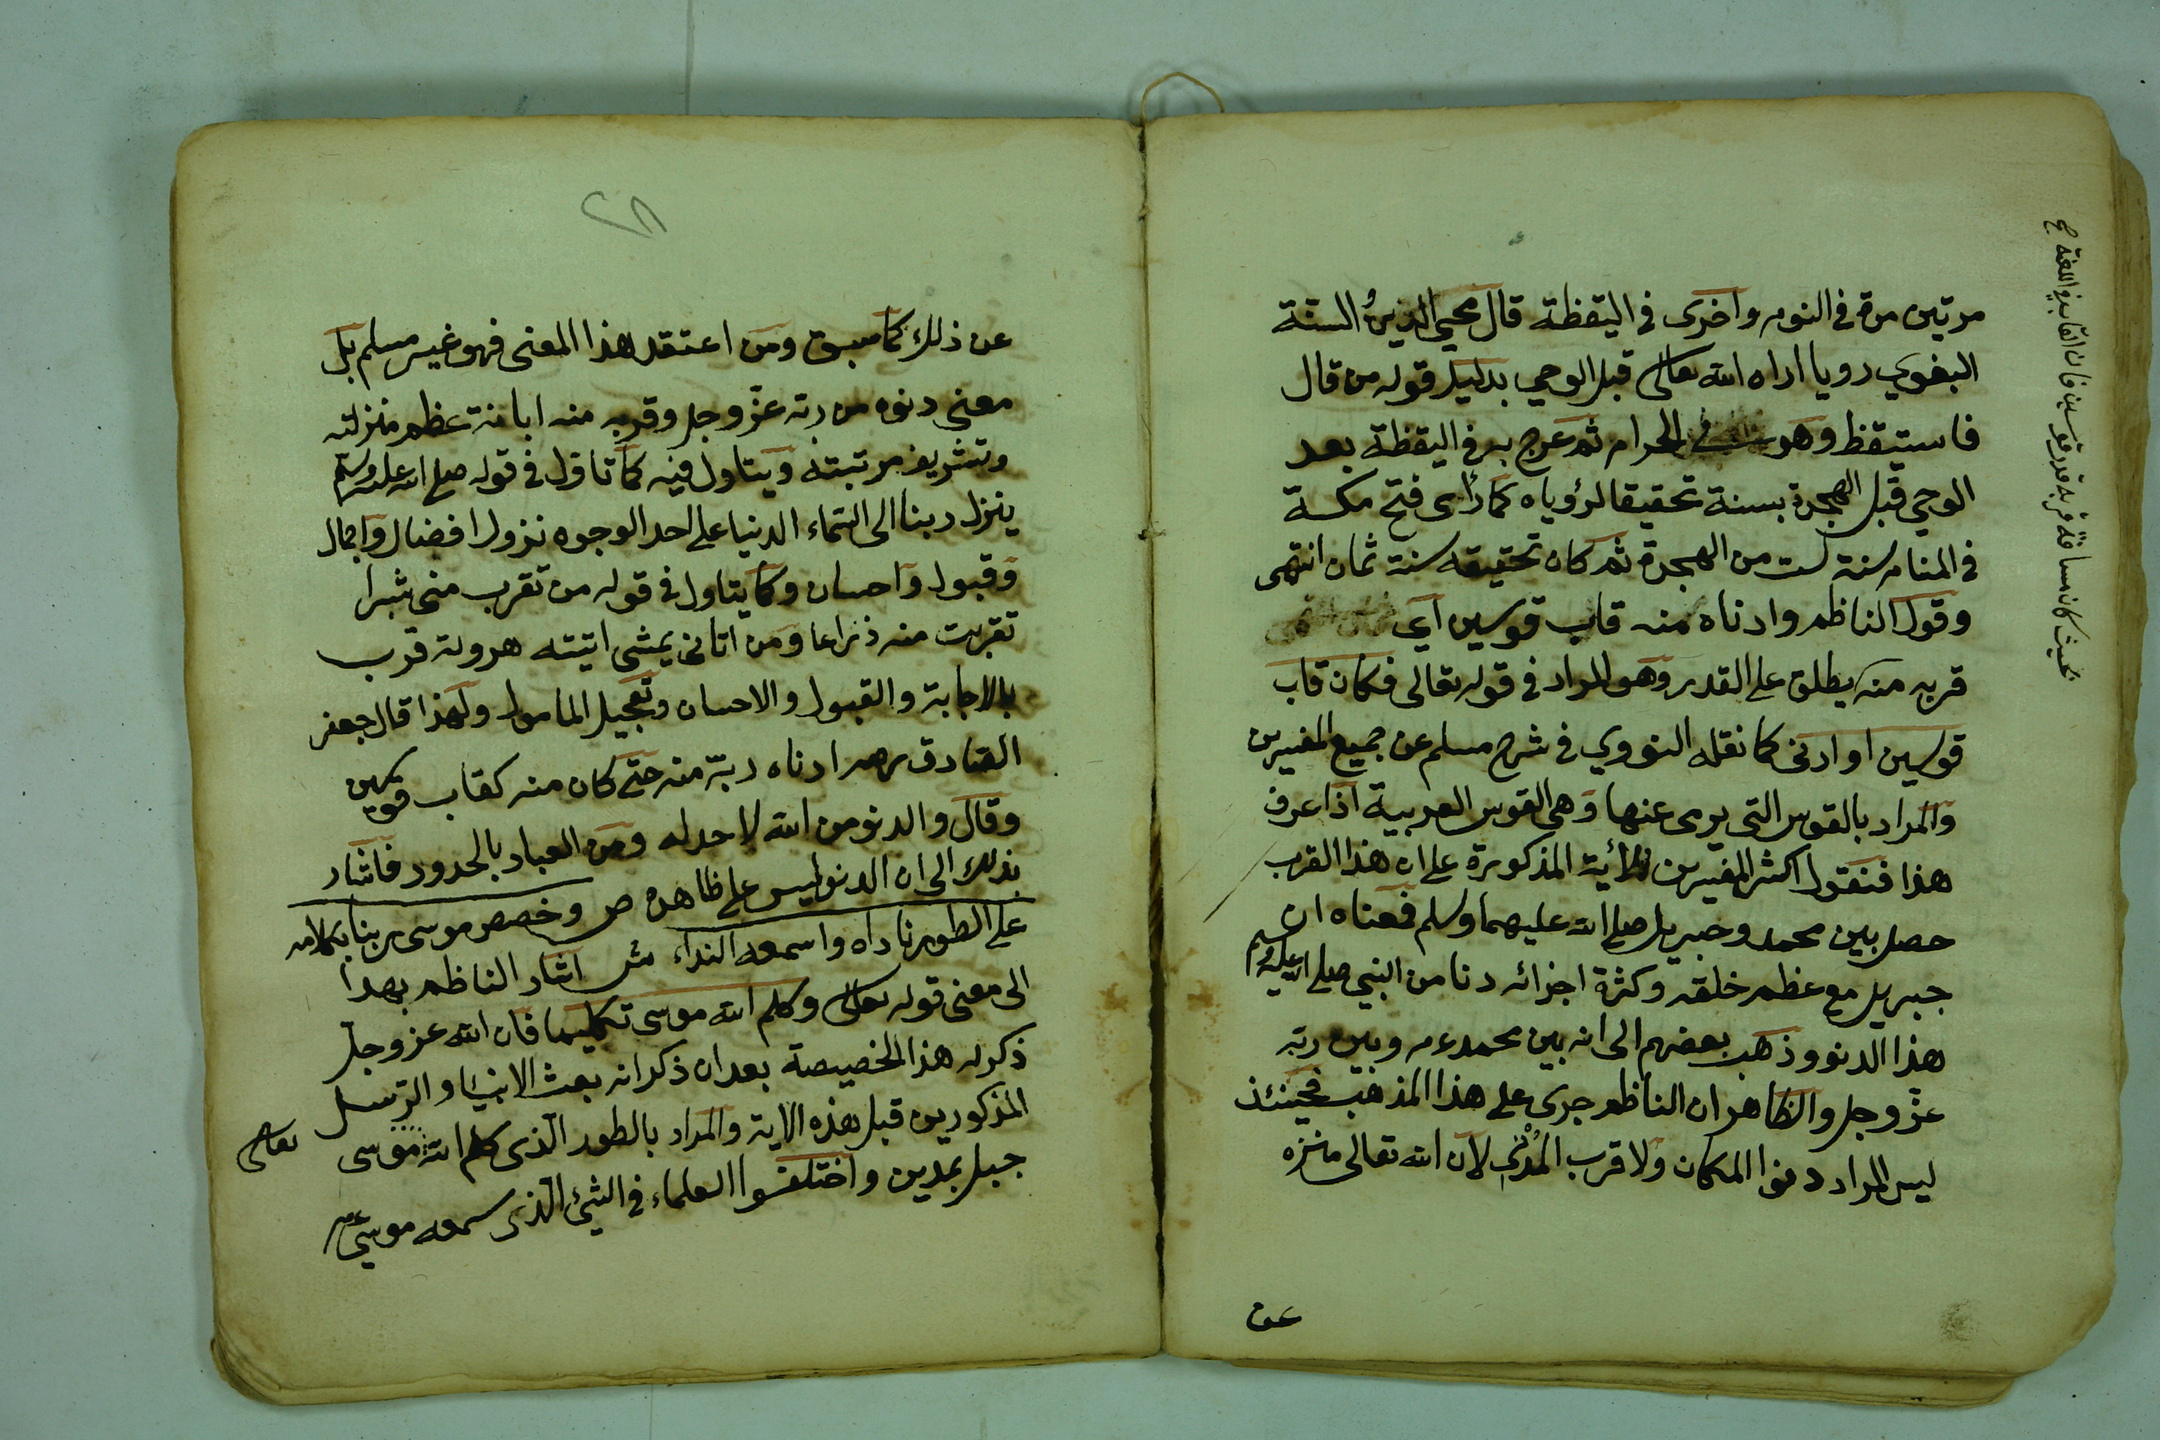 مرتين مرة في النوم واخرى في اليقظة قال محيي الدين السنة
البغوي رويا اراه الله تعالى قبل الوحي بدليل قوله من قال
فاستيقظ وهو في الحرام ثم عرج به في اليقظة بعد
الوحي قبل الهجرة بسنة تحقيقا لرؤياه كما رأى فتح مكة
في المنام سنة ست من الهجرة ثم كان تحقيقه سنة ثمان انتهى
وقول الناظم وادناه منه قاب قوسين اي
قربه منه يطلق على القدر وهو المراد في قوله تعالى فكان قاب
قوسين او ادنى كما نقله النووي في شرح مسلم عن جميع المفسرين
والمراد بالقوس التي يرمى عنها وهي القوس العربية اذا عرف
هذا فنقول اكثر المفسرين للأية المذكورة على ان هذا القرب
حصل بين محمد وجبريل صلى الله عليهما وسلم فمعناه ان
جبريل مع عظم خلقه وكثرة اجزائه دنا من النبي صلى الله عليه وسلم
هذا الدنو وذهب بعضهم الى انه بين محمد عم وبين ربه
عزّ وجل والظاهر ان الناظم جرى على هذا المذهب فحينئذ
ليس المراد دنوا المكان ولا قرب المدني لان الله تعالى منزه
عن
عن ذلك كما سبق ومن اعتقد هذا المعنى فهو غير مسلم بل
معنى دنوه من ربه عزّ وجل وقربه منه ابانة عظم منزلته
وتشريف مرتبته ويتاول فيه كما تاول في قوله صلى الله عليه وسلم
ينزل ربنا الى السماء الدنيا على احد الوجوه نزول افضال واجمال
وقبول واحسان وكما يتاول في قوله من تقرب مني شبرا
تقربت منه ذراعا ومن اتاني يمشي اتيته هرولة قرب
بالاجابة والقبول والاحسان وتعجيل المامول ولهذا قال جعفر
الصادق رضه ادناه ربه منه حتى كان منه كقاب قوسين
وقال والدنو من الله لا حد له ومن العباد بالحدود فاشار
بذلك الى ان الدنو ليس على ظاهره ص وخصص موسى ربنا بكلامه
على الطور ناداه واسمعه النداء ش اشار الناظم بهذا
الى معنى قوله تعالى وكلم الله موسى تكليما فان الله عز وجل
ذكر له هذا الخصيصة بعد ان ذكر انه بعث الانبياء والرسل
المذكورين قبل هذه الاية والمراد بالطور الذي كلم الله موسى
تعالى
جبل بمدين واختلفوا العلماء في الشئ الذي سمعه موسى عم